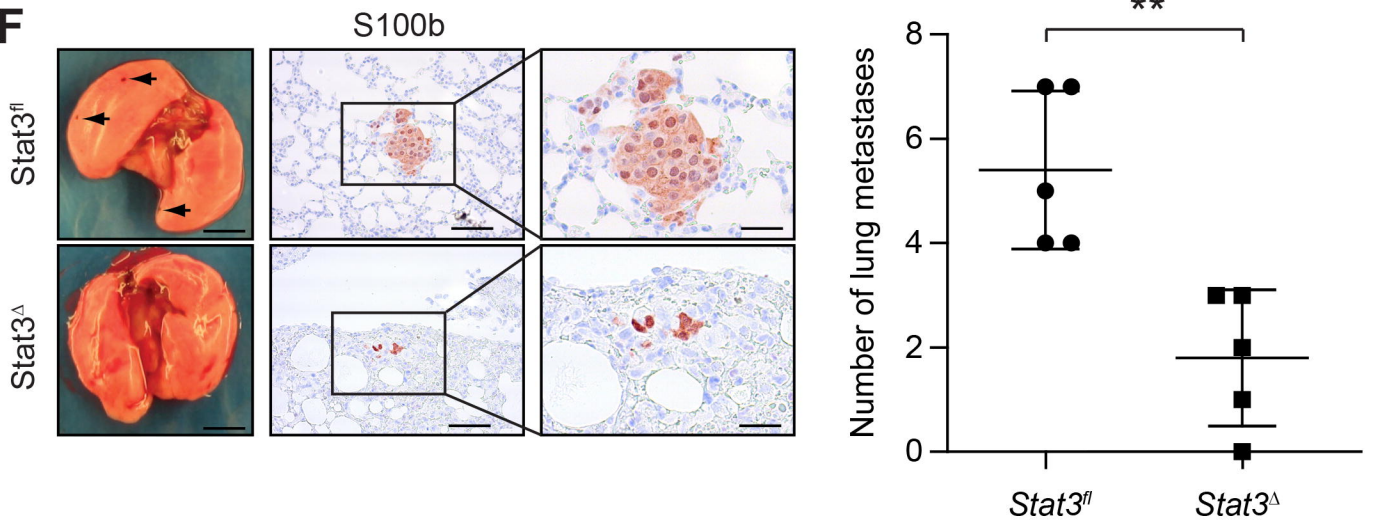 F
S100b
Stat3fl
Stat3Δ
**
Number of lung metastases
8
6
4
2
0
Stat3fl
Stat3Δ